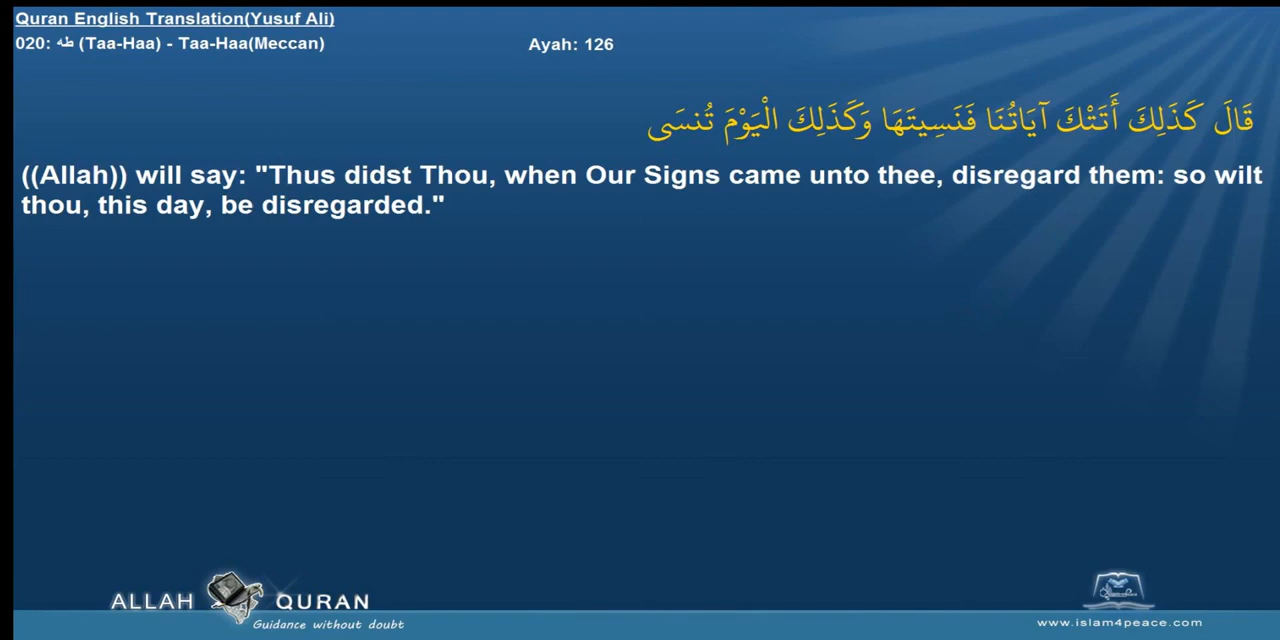 Quran English Translation(Yusuf Ali)
020: طه (Taa-Haa) - Taa-Haa(Meccan) Ayah: 126
قَالَ كَذَلِكَ أَتَتْكَ آيَاتُنَا فَنَسِيتَهَا وَكَذَلِكَ الْيَوْمَ تُنسَى
((Allah)) will say: "Thus didst Thou, when Our Signs came unto thee, disregard them: so wilt
thou, this day, be disregarded."
ALLAH QURAN
Guidance without doubt
www.islam4peace.com